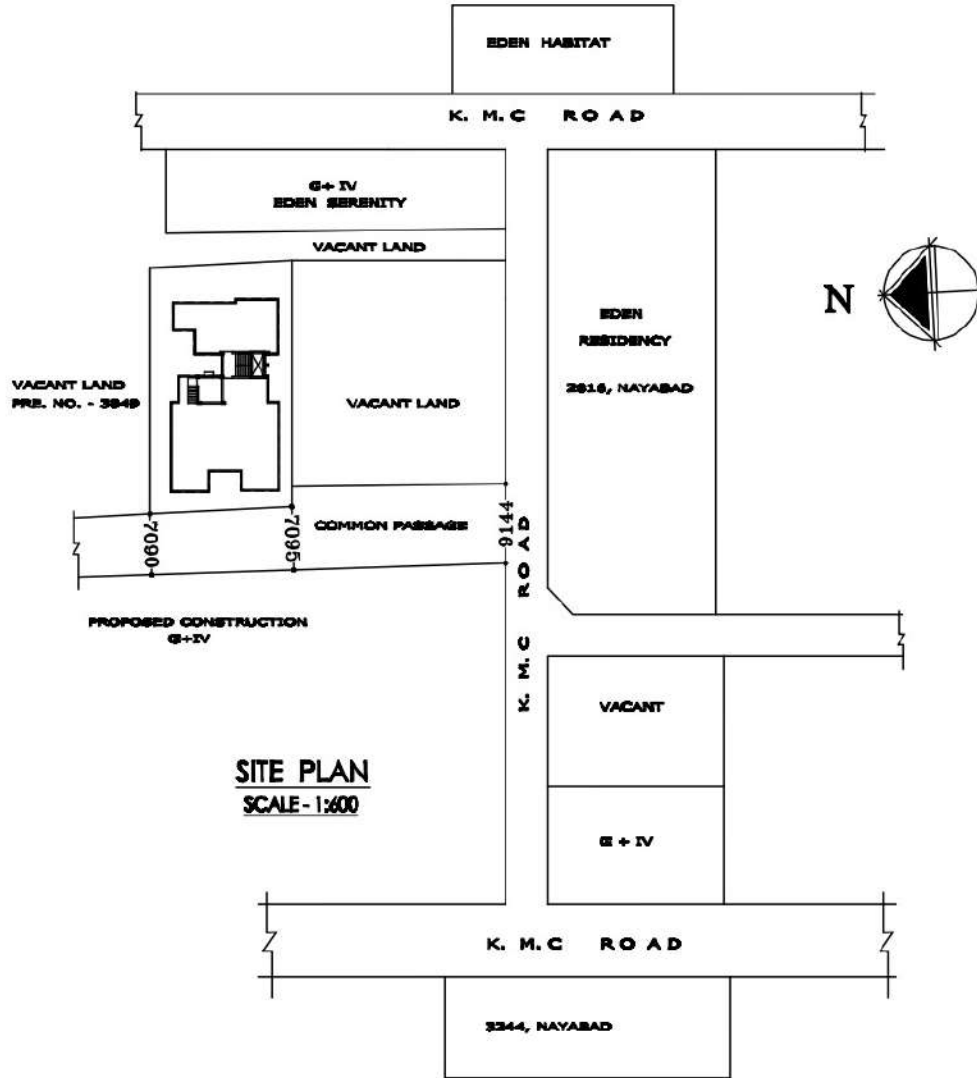 EDEN HABITAT
K. M. C ROAD
G+ IV
EDEN SERENITY
VACANT LAND
N
EDEN
RESIDENCY
2816, NAYABAD
VACANT LAND
PRE. NO. - 3949
VACANT LAND
7090
7095
COMMON PASSAGE
9144
K. M. C ROAD
PROPOSED CONSTRUCTION
G+IV
VACANT
SITE PLAN
SCALE - 1:600
G + IV
K. M. C ROAD
3344, NAYABAD